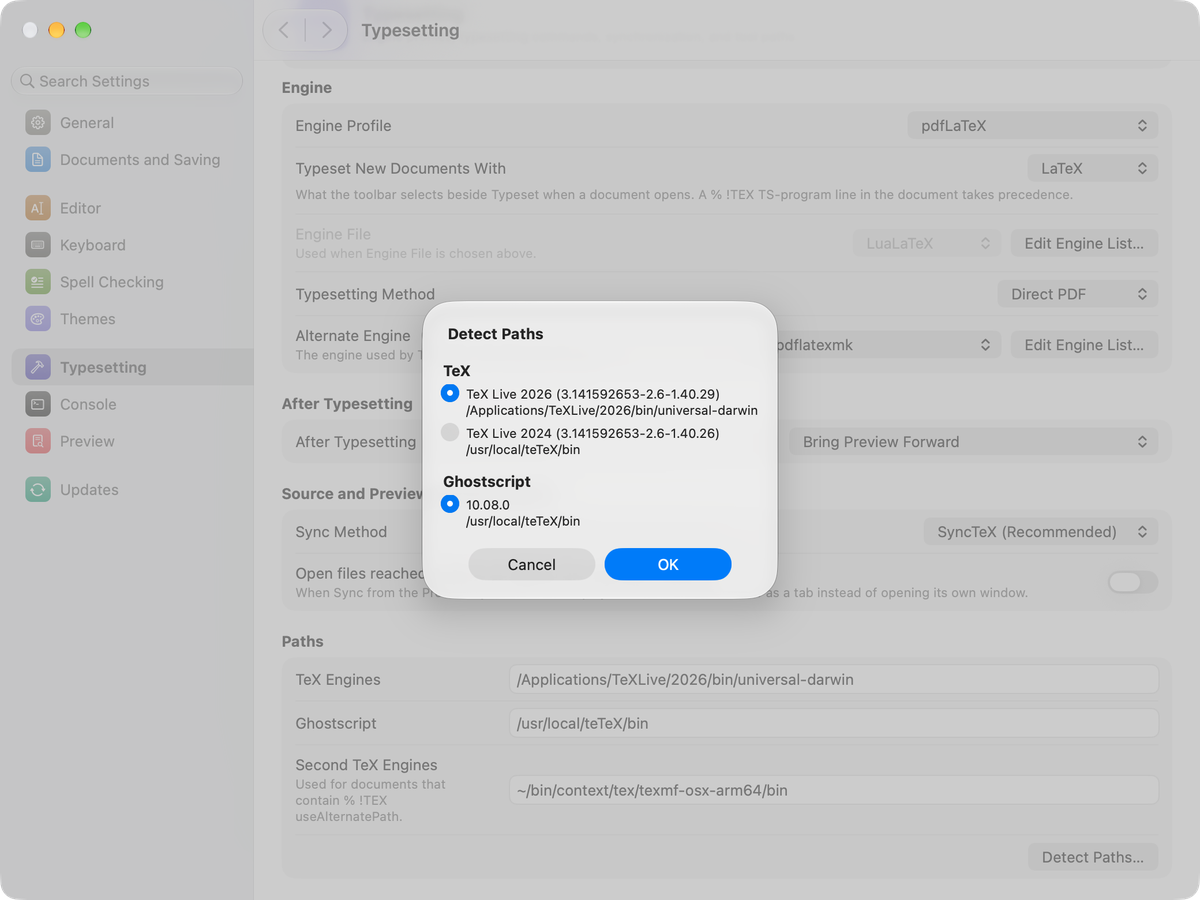 Typesetting
Search Settings
General
Documents and Saving
Editor
Keyboard
Spell Checking
Themes
Typesetting
Console
Preview
Updates
Engine
Engine Profile
pdfLaTeX
Typeset New Documents With
LaTeX
What the toolbar selects beside Typeset when a document opens. A % !TEX TS-program line in the document takes precedence.
Engine File
LuaLaTeX
Edit Engine List...
Used when Engine File is chosen above.
Typesetting Method
Direct PDF
Alternate Engine
pdflatexmk
Edit Engine List...
The engine used by
After Typesetting
After Typesetting
Bring Preview Forward
Source and Preview
Sync Method
SyncTeX (Recommended)
Open files reached
When Sync from the
as a tab instead of opening its own window.
Detect Paths
TeX
TeX Live 2026 (3.141592653-2.6-1.40.29)
/Applications/TeXLive/2026/bin/universal-darwin
TeX Live 2024 (3.141592653-2.6-1.40.26)
/usr/local/teTeX/bin
Ghostscript
10.08.0
/usr/local/teTeX/bin
Cancel
OK
Paths
TeX Engines
/Applications/TeXLive/2026/bin/universal-darwin
Ghostscript
/usr/local/teTeX/bin
Second TeX Engines
Used for documents that
contain % !TEX
useAlternatePath.
~/bin/context/tex/texmf-osx-arm64/bin
Detect Paths...